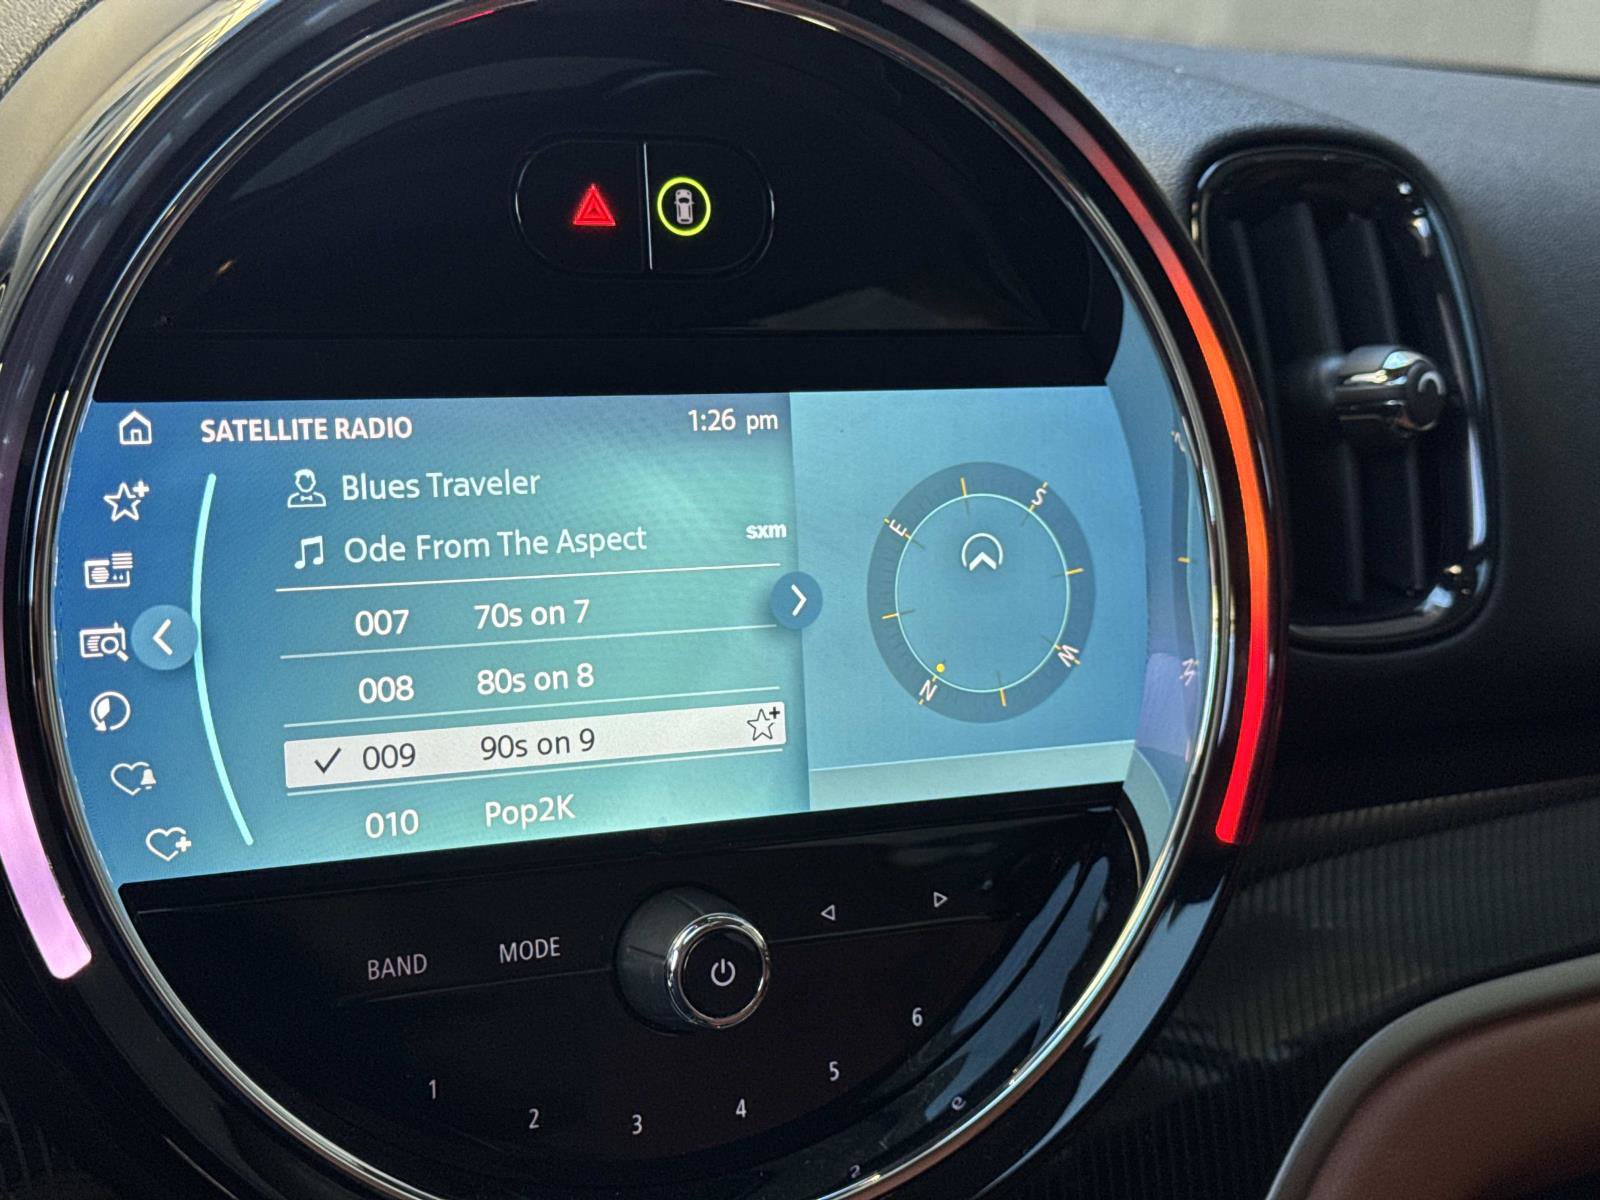 SATELLITE RADIO 1:26 pm
Blues Traveler
Ode From The Aspect sxm
007 70s on 7
008 80s on 8
009 90s on 9
010 Pop2K
S
E
W
N
BAND MODE
1 2 3 4 5 6